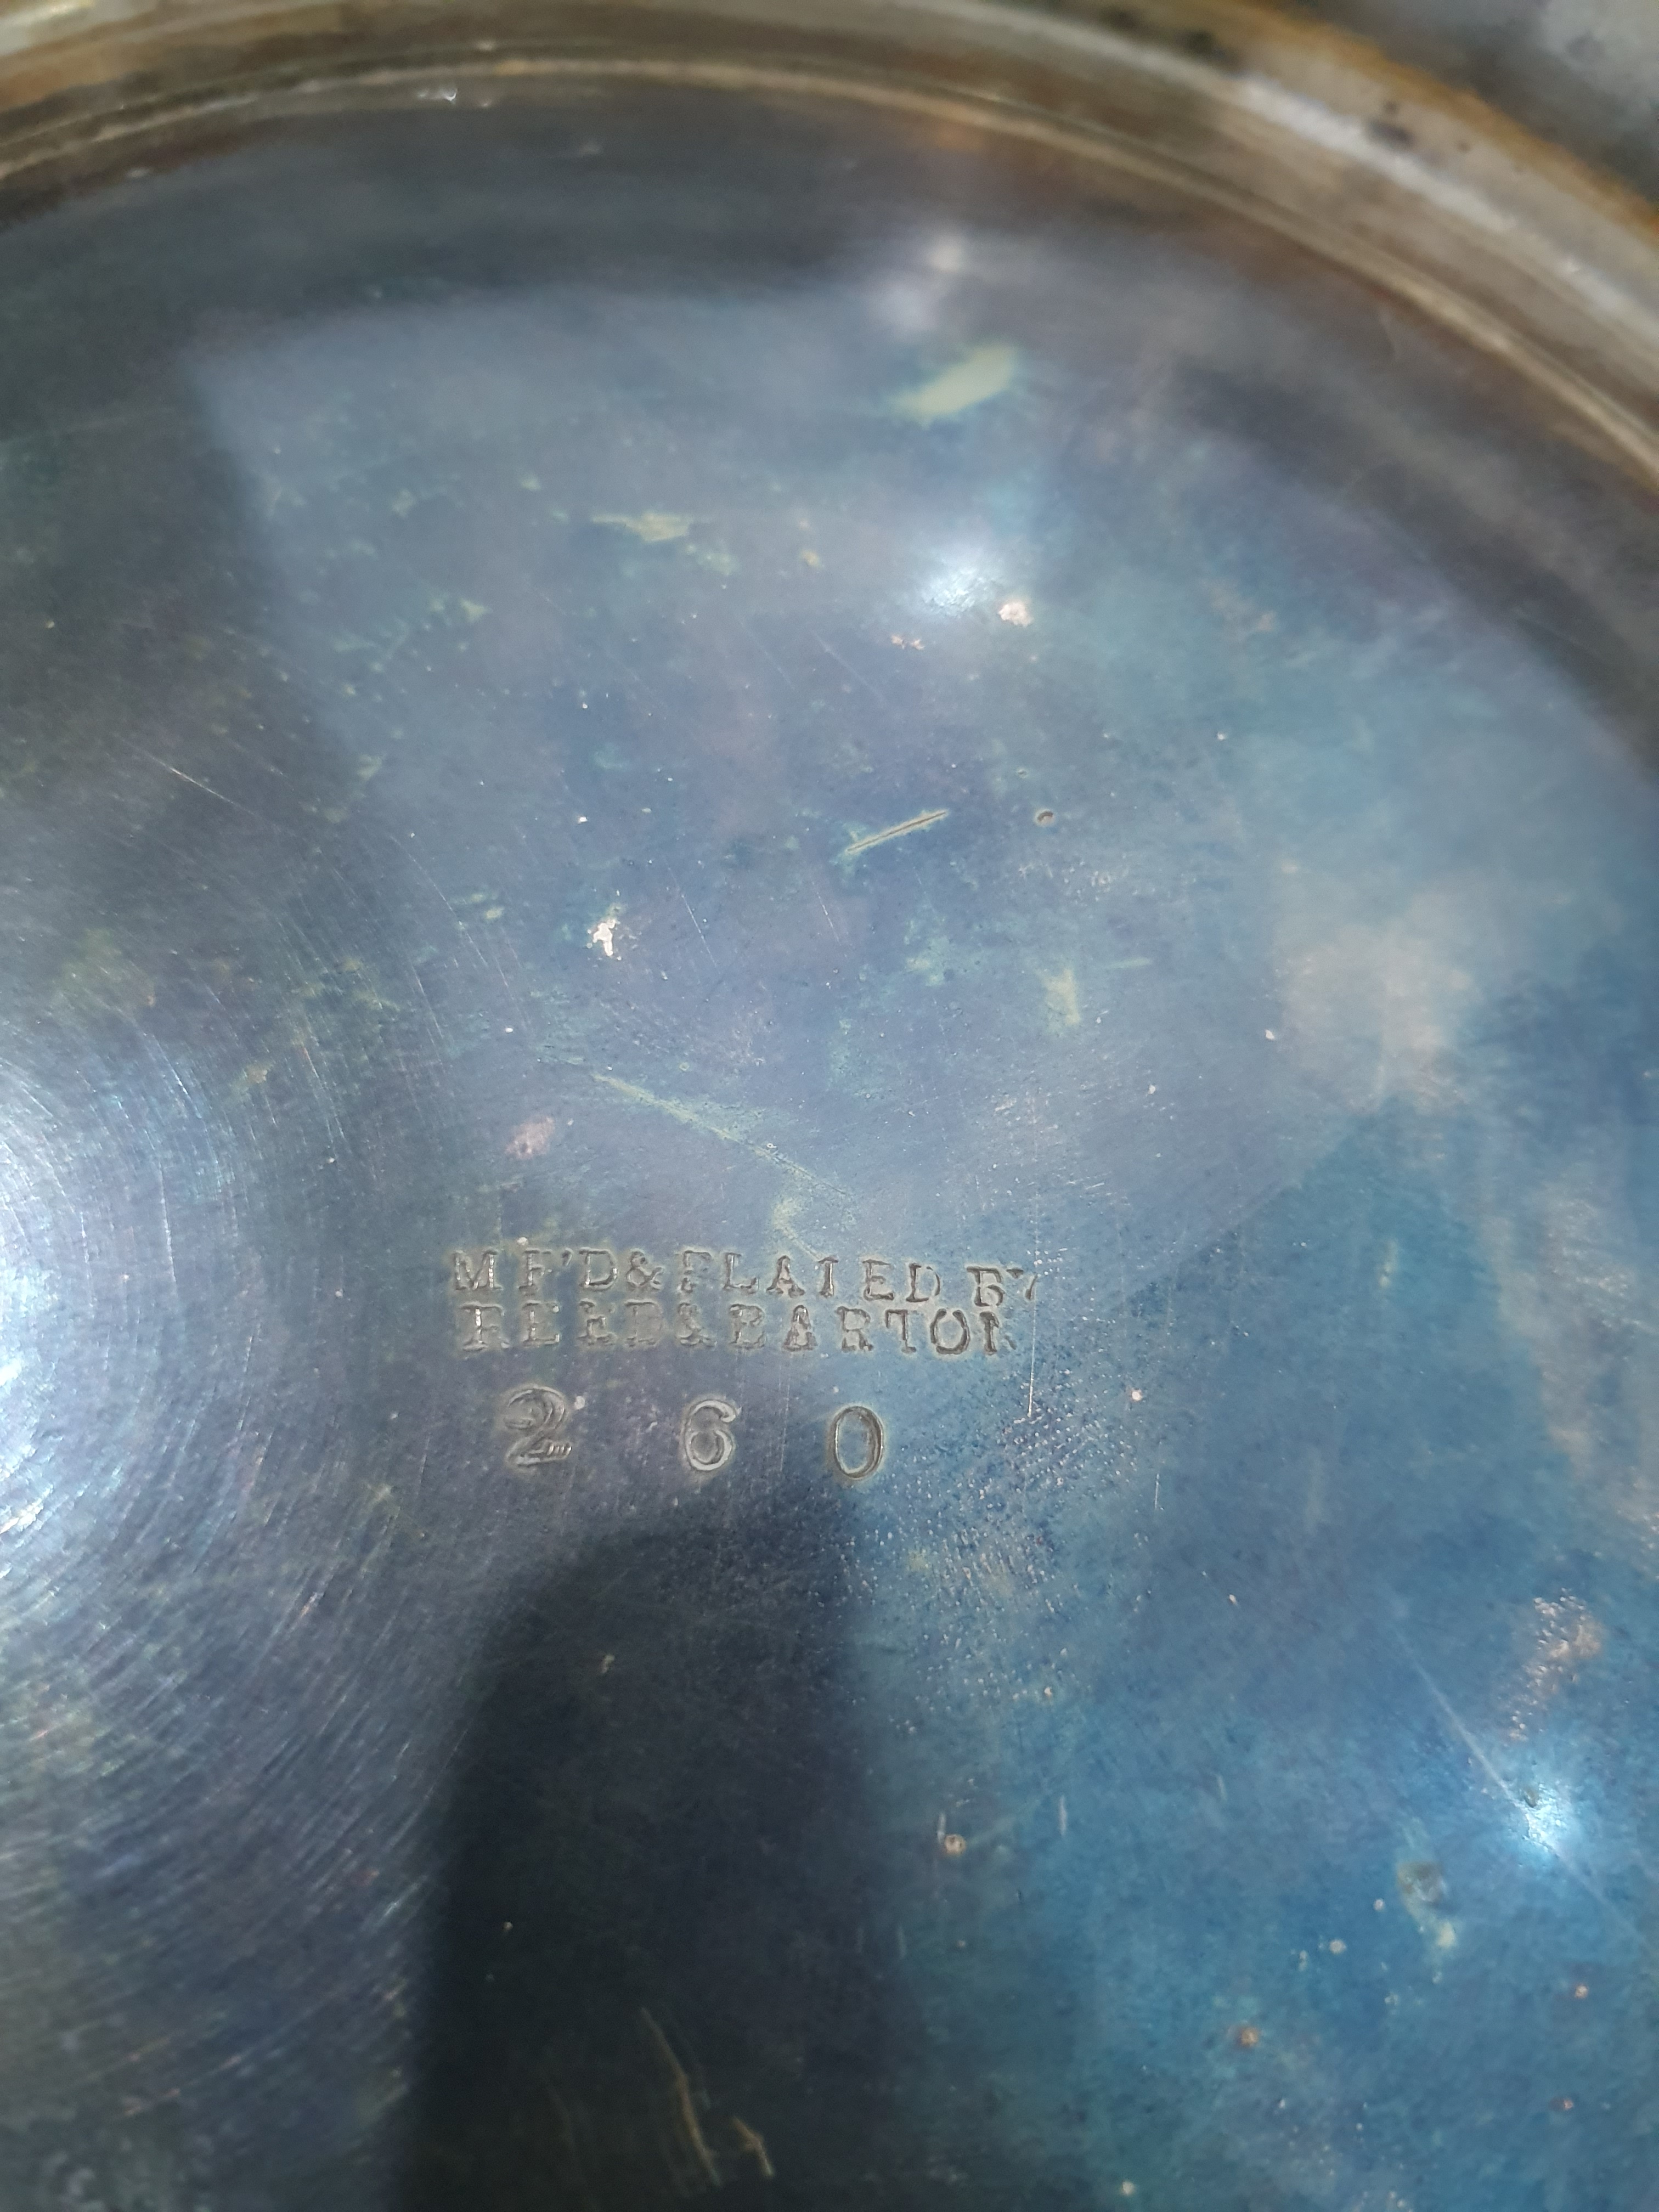 MF'D & PLATED BY
REED & BARTON
260